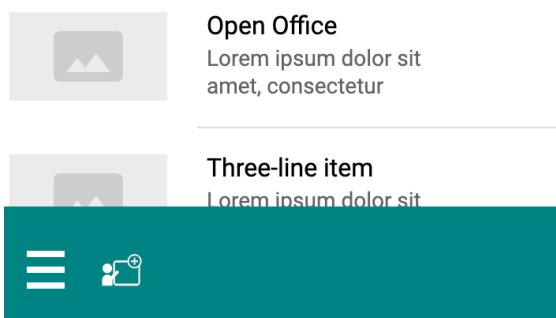 Open Office
Lorem ipsum dolor sit
amet, consectetur
Three-line item
Lorem ipsum dolor sit